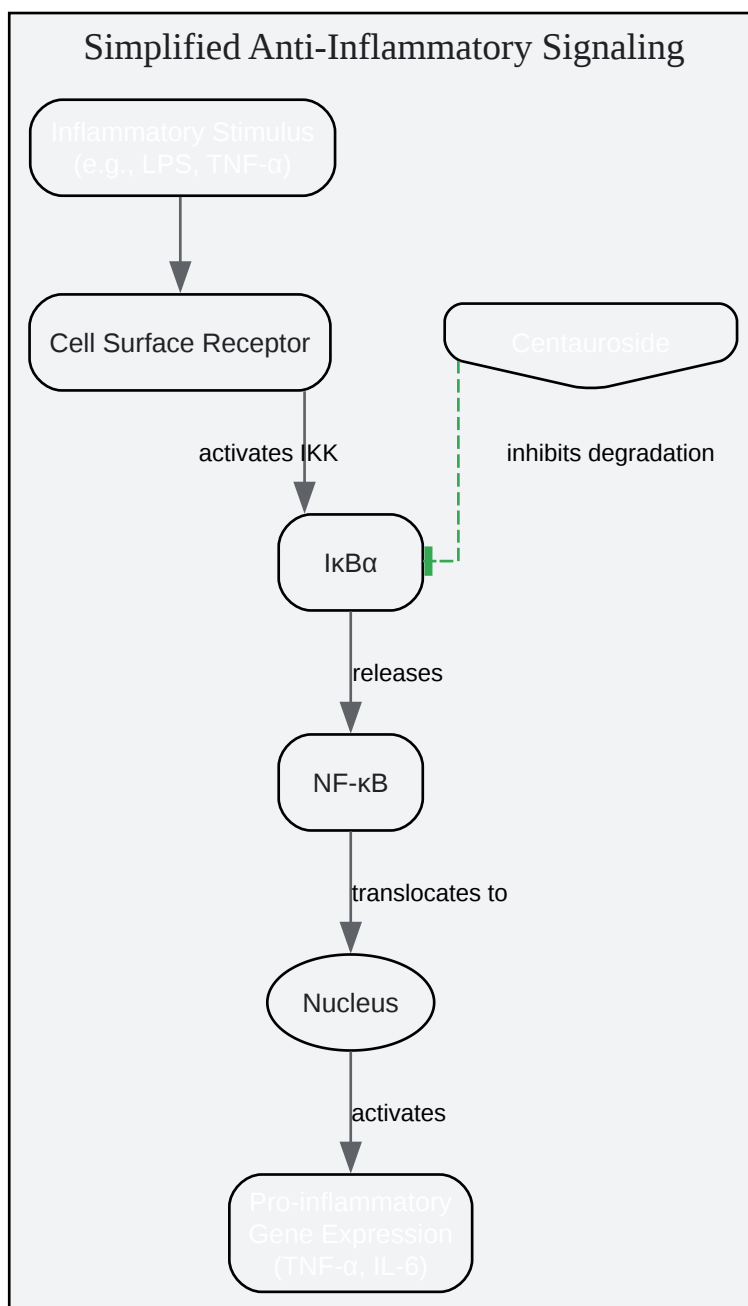 Simplified Anti-Inflammatory Signaling
Inflammatory Stimulus
(e.g., LPS, TNF-α)
Cell Surface Receptor
Centauroside
activates IKK
inhibits degradation
IκBα
releases
NF-κB
translocates to
Nucleus
activates
Pro-inflammatory
Gene Expression
(TNF-α, IL-6)